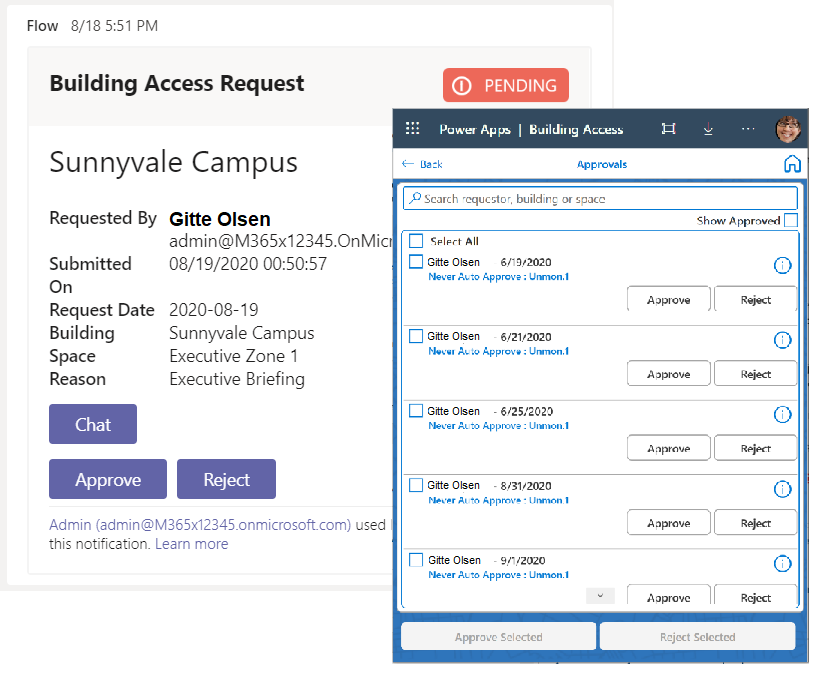 Flow 8/18 5:51 PM
Building Access Request
PENDING
Sunnyvale Campus
Requested By Gitte Olsen
admin@M365x12345.OnMicr
Submitted On 08/19/2020 00:50:57
Request Date 2020-08-19
Building Sunnyvale Campus
Space Executive Zone 1
Reason Executive Briefing
Chat
Approve Reject
Admin (admin@M365x12345.onmicrosoft.com) used
this notification. Learn more
Power Apps | Building Access
Back Approvals
Search requestor, building or space
Show Approved
Select All
Gitte Olsen - 6/19/2020
Never Auto Approve : Unmon.1
Approve Reject
Gitte Olsen - 6/21/2020
Never Auto Approve : Unmon.1
Approve Reject
Gitte Olsen - 6/25/2020
Never Auto Approve : Unmon.1
Approve Reject
Gitte Olsen - 8/31/2020
Never Auto Approve : Unmon.1
Approve Reject
Gitte Olsen - 9/1/2020
Never Auto Approve : Unmon.1
Approve Reject
Approve Selected Reject Selected